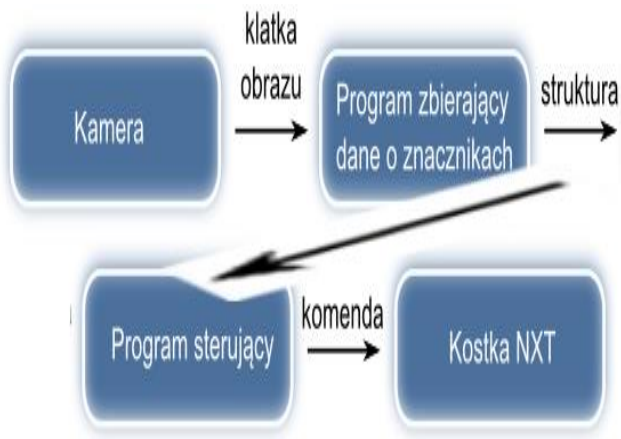 Kamera
klatka
obrazu
Program zbierający
dane o znacznikach
struktura
Program sterujący
komenda
Kostka NXT